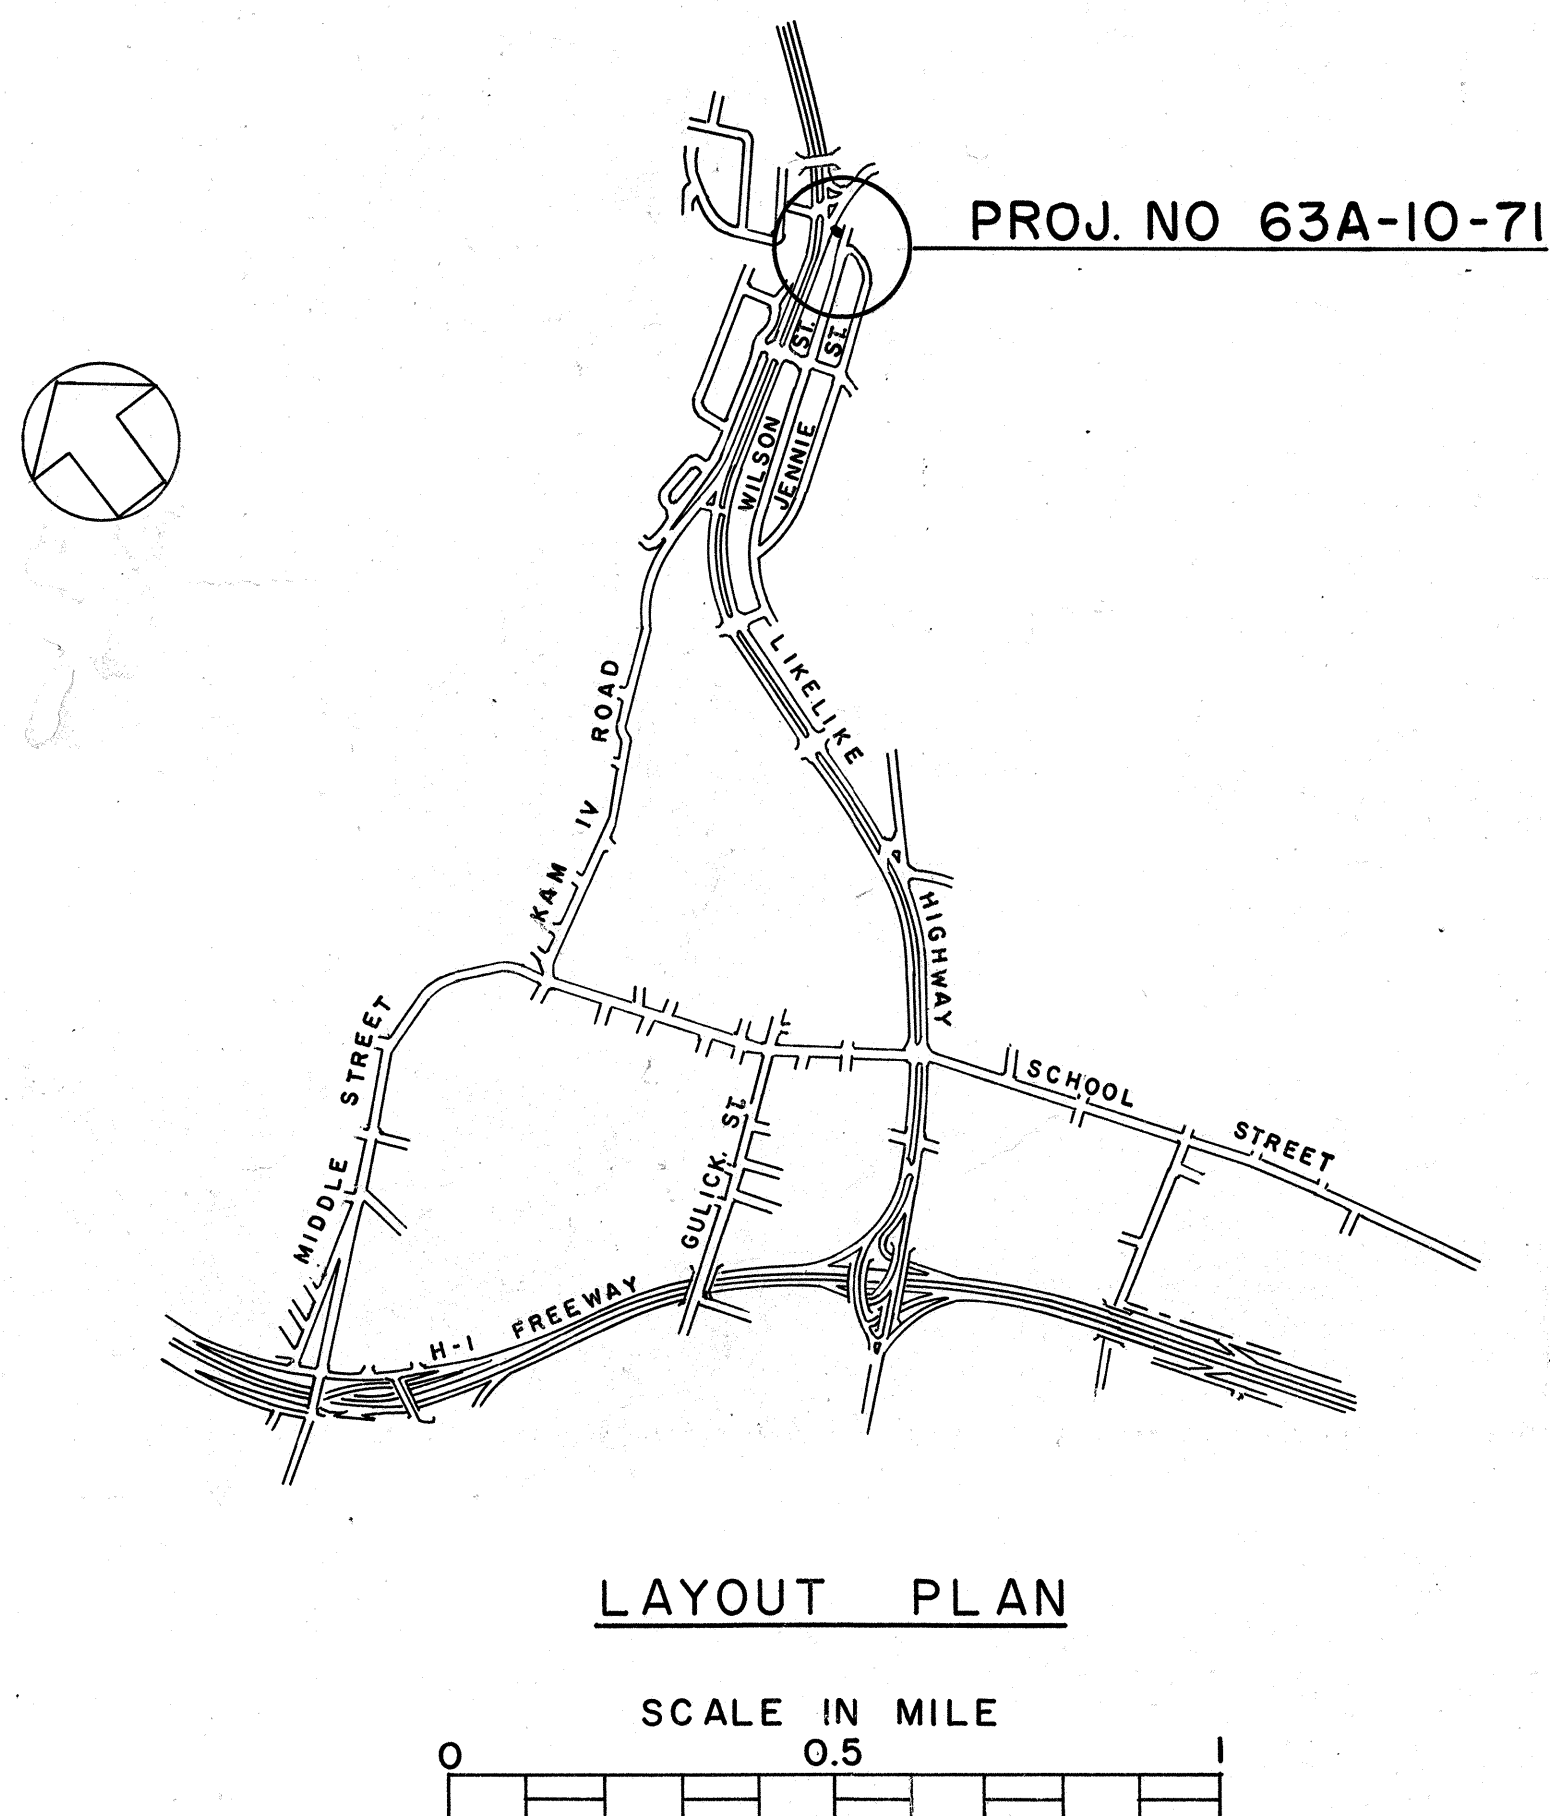 PROJ. NO 63A-10-71
WILSON ST.
JENNIE ST.
LIKELIKE HIGHWAY
KAM IV ROAD
MIDDLE STREET
GULICK ST.
SCHOOL STREET
H-1 FREEWAY
LAYOUT PLAN
SCALE IN MILE
0 0.5 1